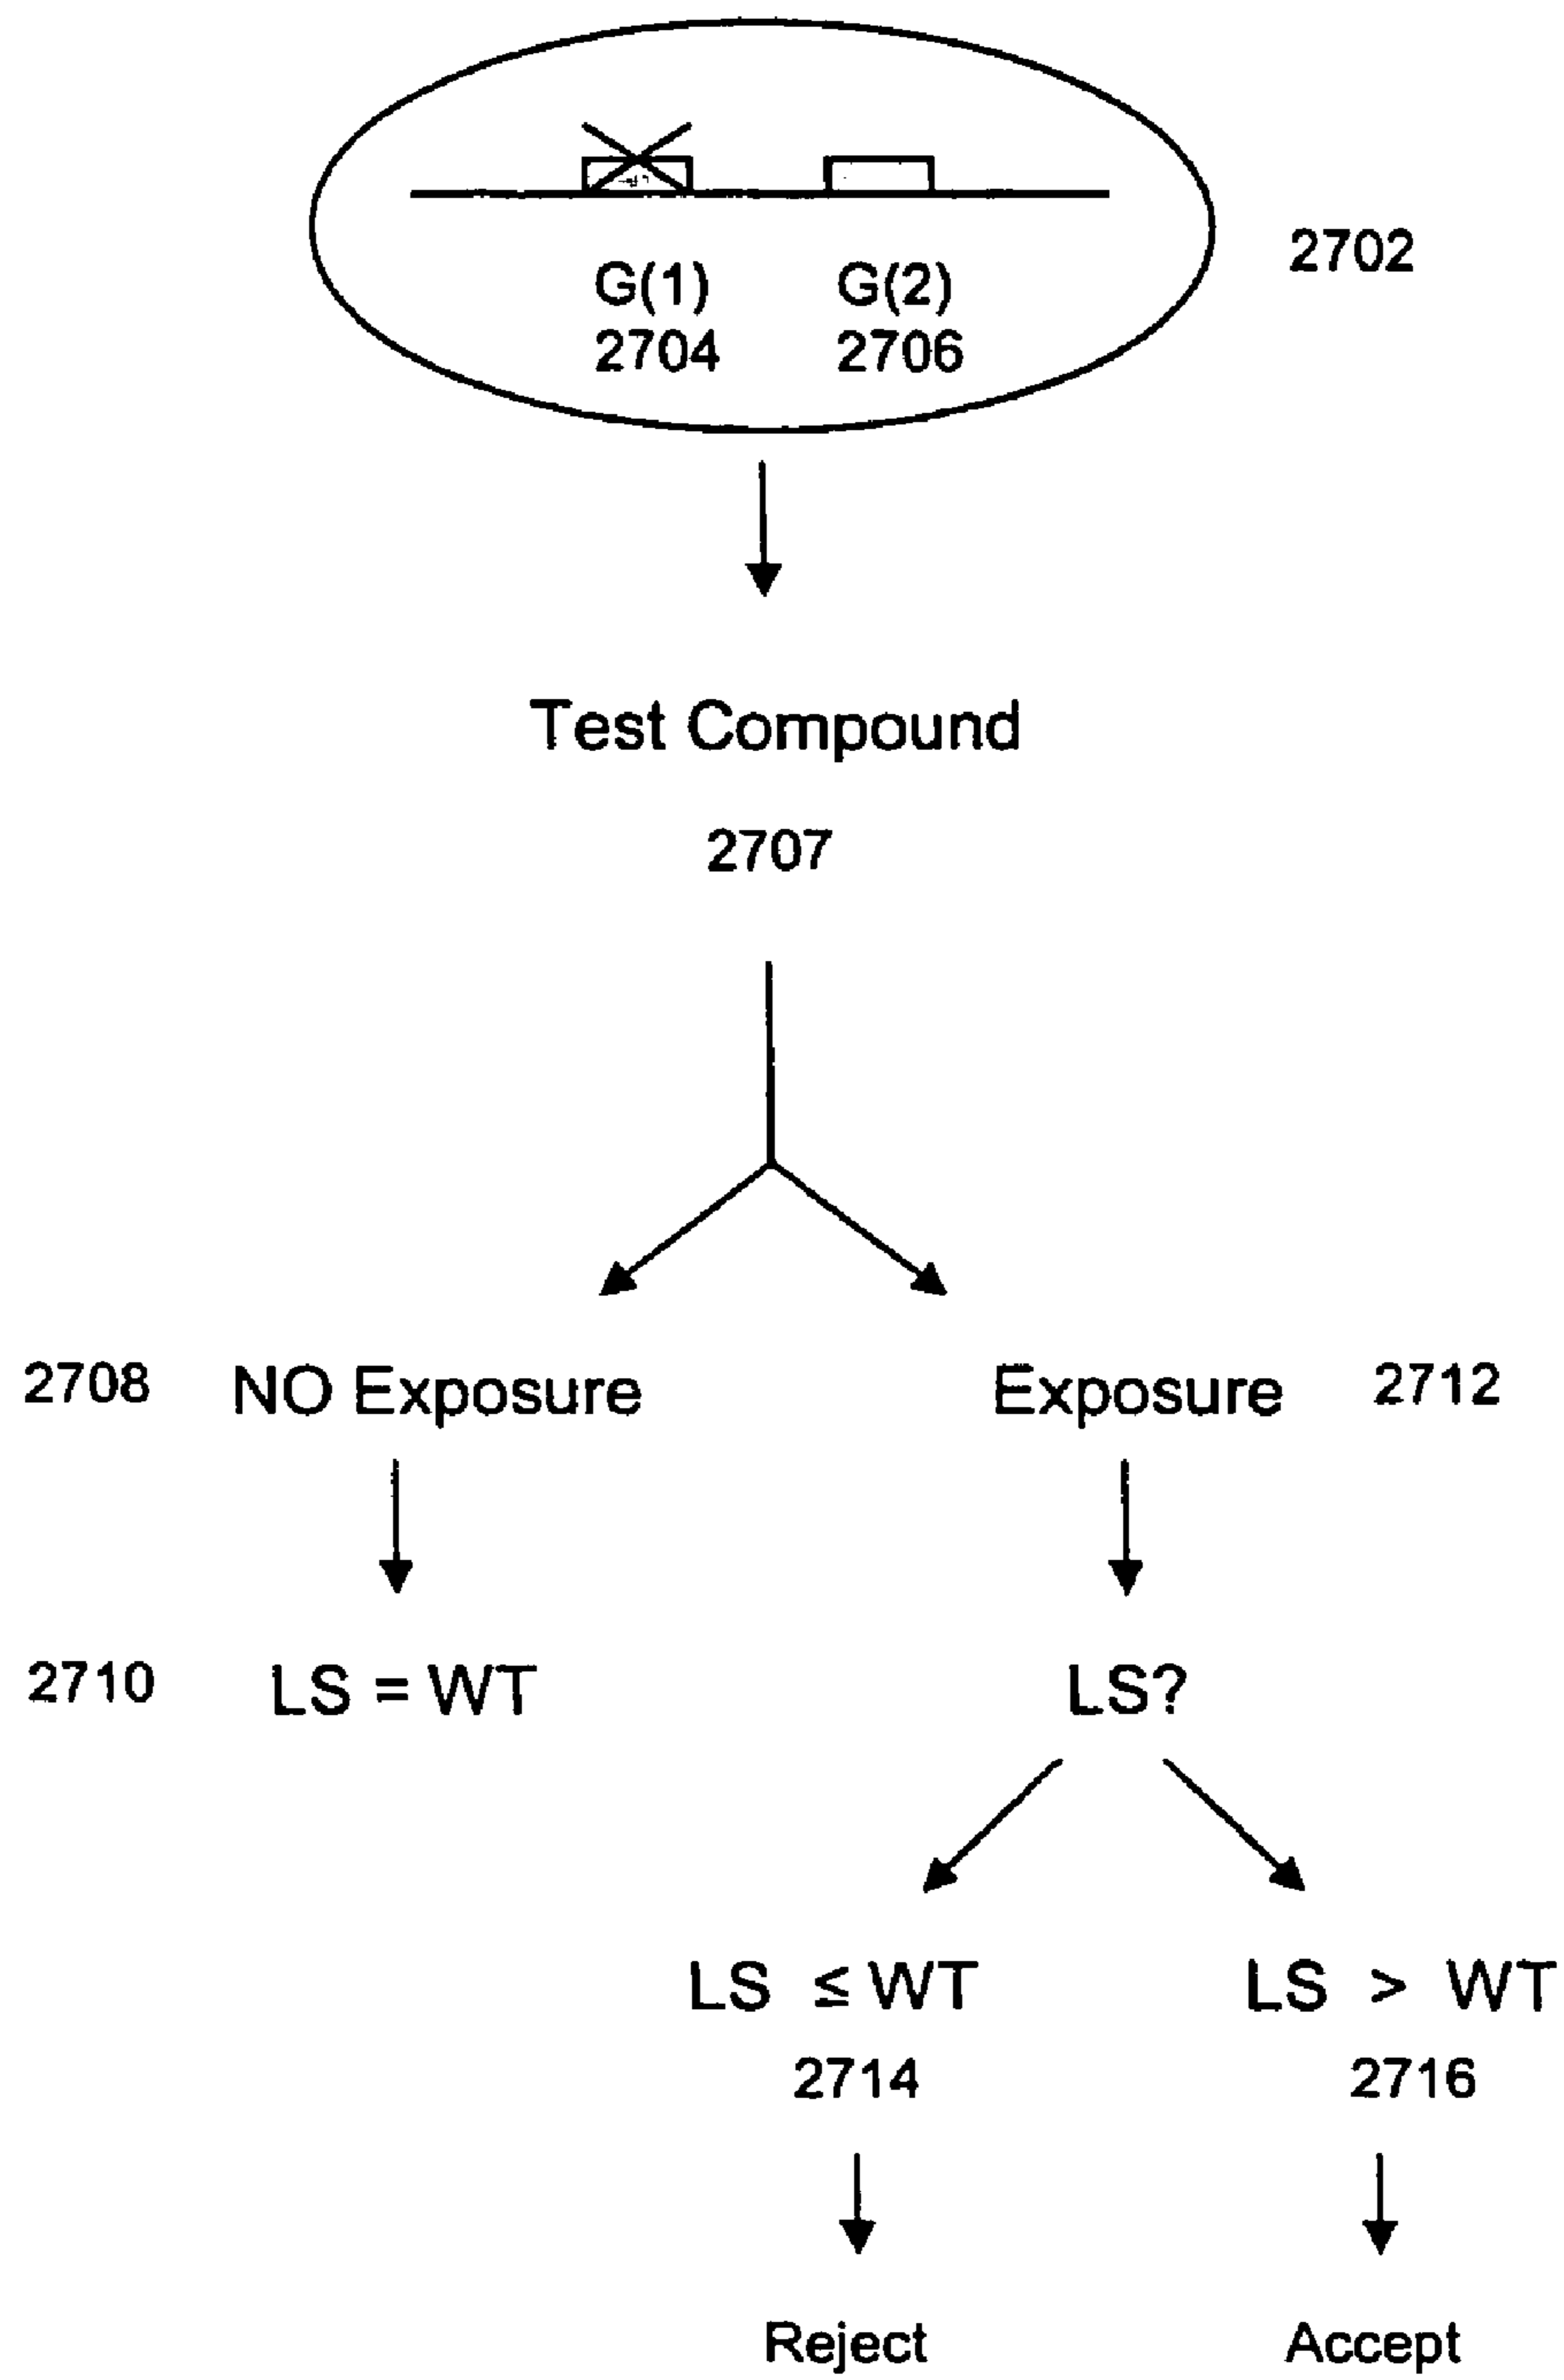 G(1) G(2)
2704 2706
2702
Test Compound
2707
2708 NO Exposure Exposure 2712
2710 LS = WT LS?
LS ≤ WT LS > WT
2714 2716
Reject Accept